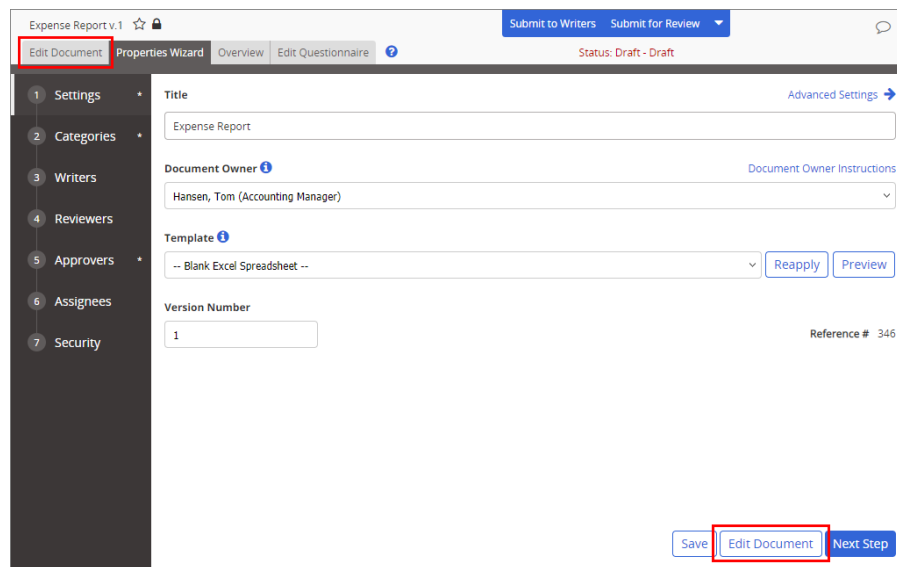 Expense Report v.1 Submit to Writers Submit for Review
Edit Document Properties Wizard Overview Edit Questionnaire ? Status: Draft - Draft
1 Settings *
2 Categories *
3 Writers
4 Reviewers
5 Approvers *
6 Assignees
7 Security
Title Advanced Settings →
Expense Report
Document Owner i Document Owner Instructions
Hansen, Tom (Accounting Manager)
Template i
-- Blank Excel Spreadsheet -- Reapply Preview
Version Number
1 Reference # 346
Save Edit Document Next Step